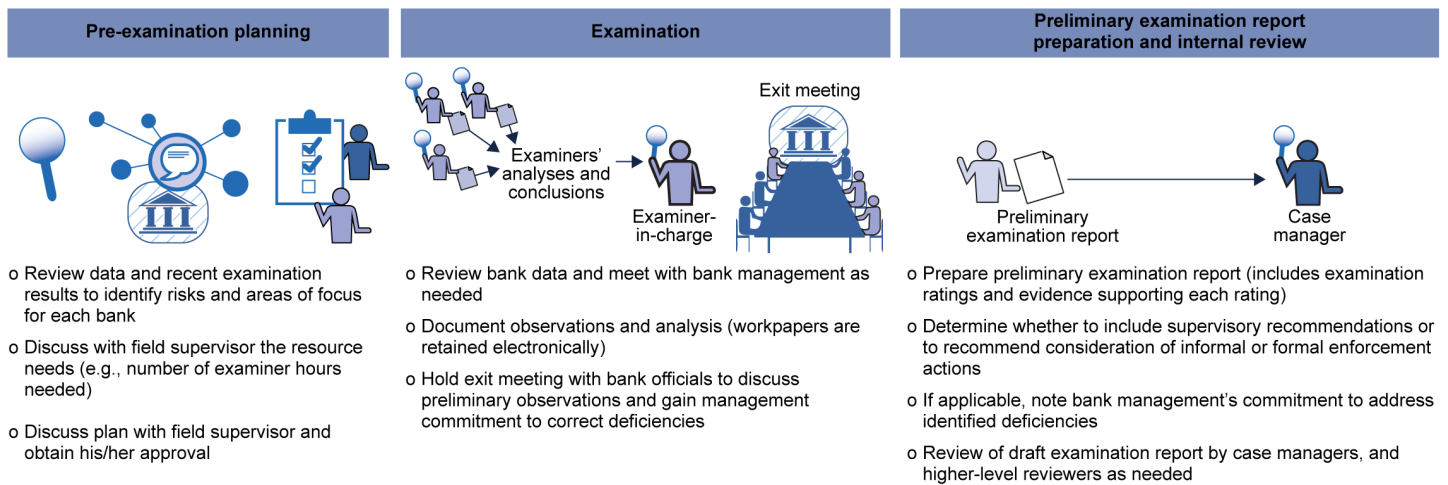 Pre-examination planning
o Review data and recent examination
results to identify risks and areas of focus
for each bank
o Discuss with field supervisor the resource
needs (e.g., number of examiner hours
needed)
o Discuss plan with field supervisor and
obtain his/her approval
Examination
Examiners’
analyses and
conclusions
Examiner-
in-charge
Exit meeting
o Review bank data and meet with bank management as
needed
o Document observations and analysis (workpapers are
retained electronically)
o Hold exit meeting with bank officials to discuss
preliminary observations and gain management
commitment to correct deficiencies
Preliminary examination report
preparation and internal review
Preliminary
examination report
Case
manager
o Prepare preliminary examination report (includes examination
ratings and evidence supporting each rating)
o Determine whether to include supervisory recommendations or
to recommend consideration of informal or formal enforcement
actions
o If applicable, note bank management’s commitment to address
identified deficiencies
o Review of draft examination report by case managers, and
higher-level reviewers as needed